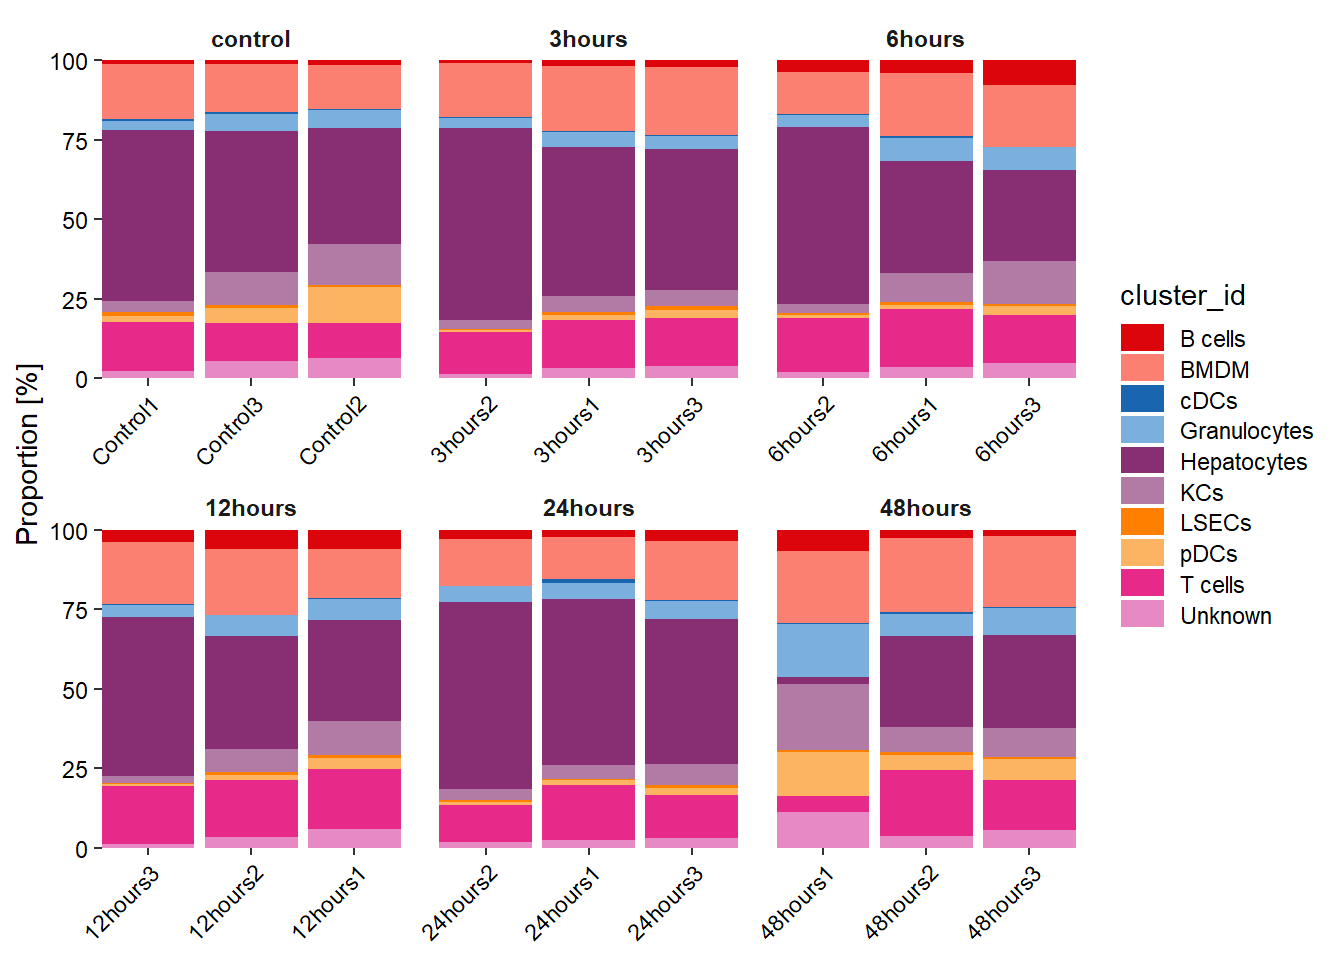 control
3hours
6hours
100
75
50
25
0
Control1
Control3
Control2
3hours2
3hours1
3hours3
6hours2
6hours1
6hours3
Proportion [%]
12hours
24hours
48hours
100
75
50
25
0
12hours3
12hours2
12hours1
24hours2
24hours1
24hours3
48hours1
48hours2
48hours3
cluster_id
B cells
BMDM
cDCs
Granulocytes
Hepatocytes
KCs
LSECs
pDCs
T cells
Unknown